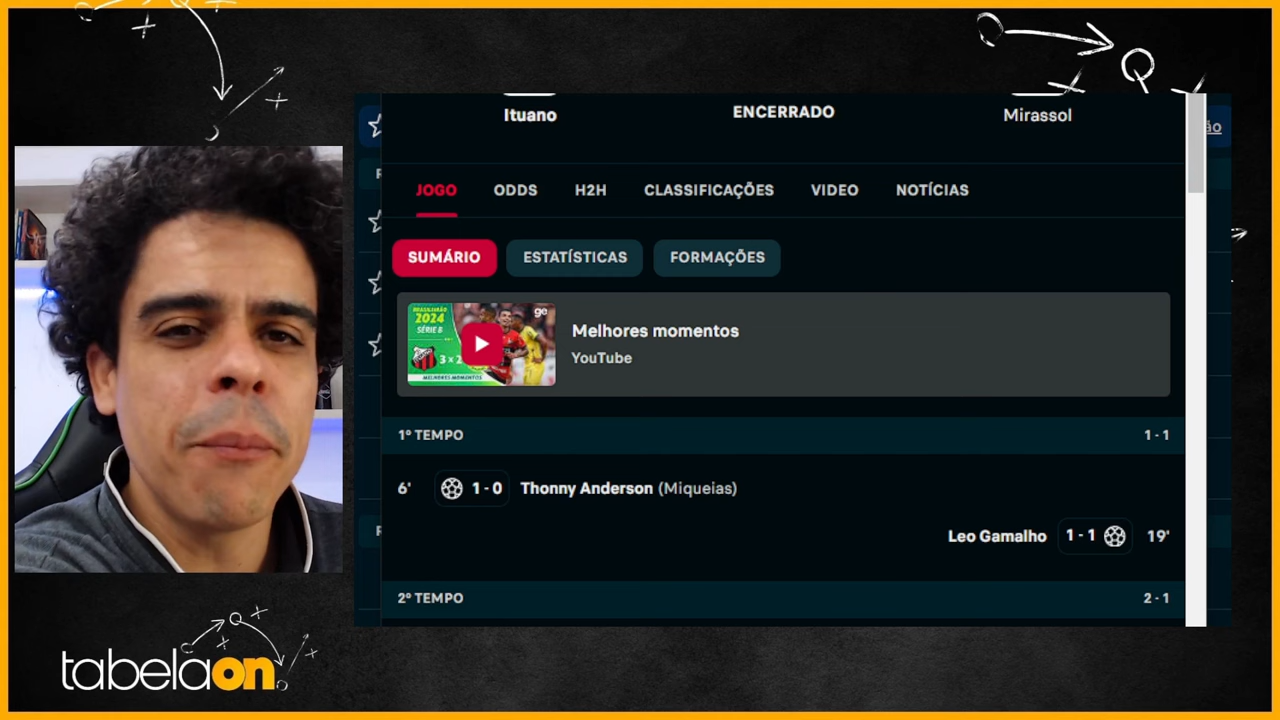 Ituano
ENCERRADO
Mirassol
ão
JOGO
ODDS
H2H
CLASSIFICAÇÕES
VIDEO
NOTÍCIAS
SUMÁRIO
ESTATÍSTICAS
FORMAÇÕES
BRASILEIRÃO
2024
SÉRIE B
ge
3 x 2
MELHORES MOMENTOS
Melhores momentos
YouTube
1º TEMPO
1 - 1
6'
1 - 0
Thonny Anderson (Miqueias)
Leo Gamalho
1 - 1
19'
2º TEMPO
2 - 1
tabelaon